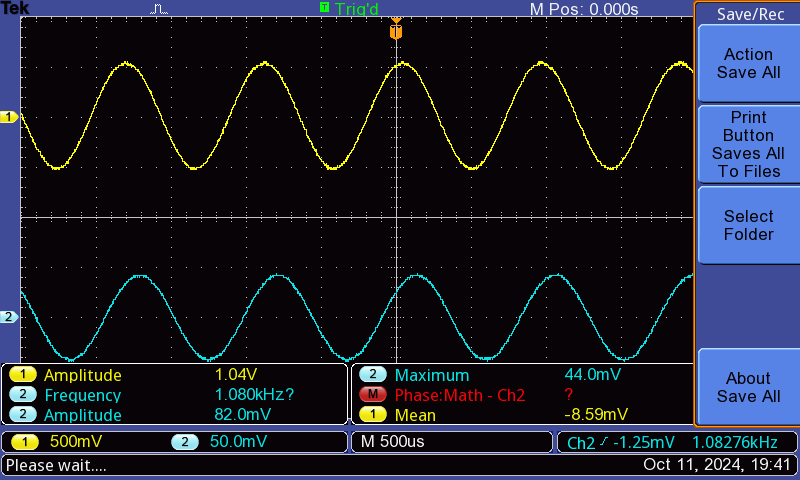 Tek T Trig'd M Pos: 0.000s
Save/Rec
T
Action
Save All
1
Print
Button
Saves All
To Files
Select
Folder
2
About
Save All
1 Amplitude 1.04V
2 Frequency 1.080kHz?
2 Amplitude 82.0mV
2 Maximum 44.0mV
M Phase:Math - Ch2 ?
1 Mean -8.59mV
1 500mV 2 50.0mV M 500us Ch2 -1.25mV 1.08276kHz
Please wait.... Oct 11, 2024, 19:41